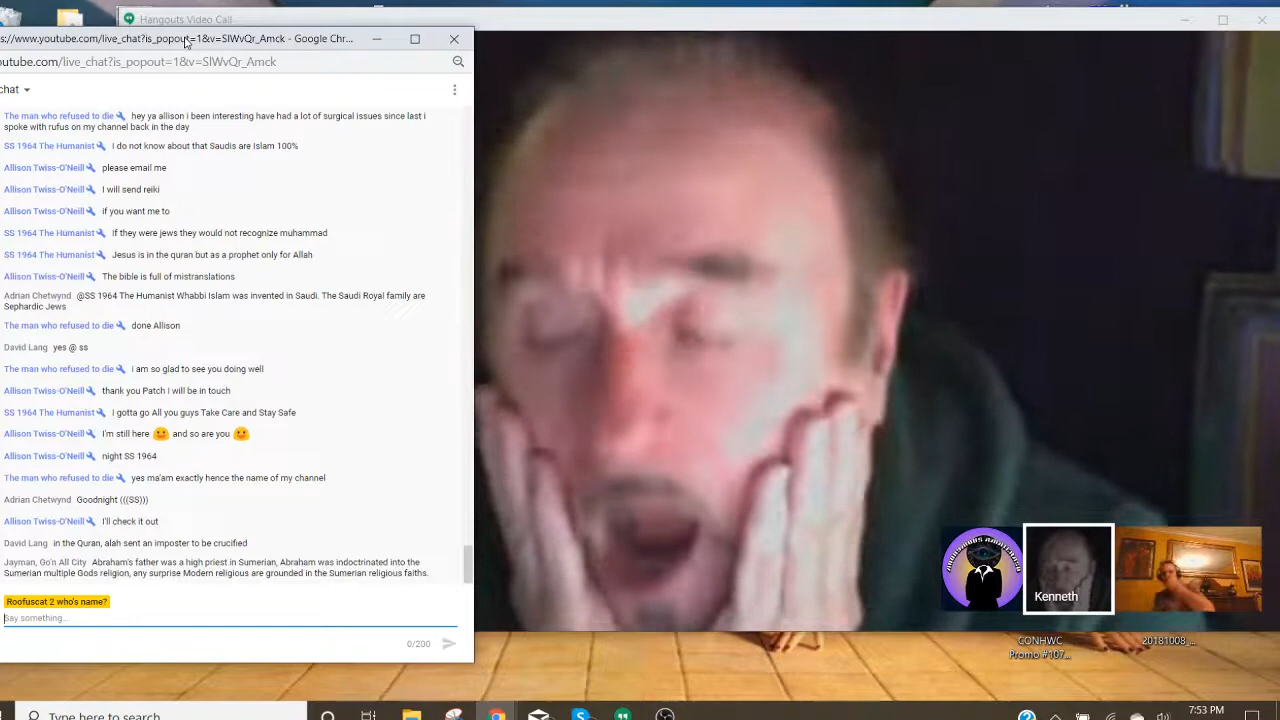 Hangouts Video Call
s://www.youtube.com/live_chat?is_popout=1&v=SlWvQr_Amck - Google Chr...
outube.com/live_chat?is_popout=1&v=SlWvQr_Amck
chat
The man who refused to die hey ya allison i been interesting have had a lot of surgical issues since last i
spoke with rufus on my channel back in the day
SS 1964 The Humanist I do not know about that Saudis are Islam 100%
Allison Twiss-O'Neill please email me
Allison Twiss-O'Neill I will send reiki
Allison Twiss-O'Neill if you want me to
SS 1964 The Humanist If they were jews they would not recognize muhammad
SS 1964 The Humanist Jesus is in the quran but as a prophet only for Allah
Allison Twiss-O'Neill The bible is full of mistranslations
Adrian Chetwynd @SS 1964 The Humanist Whabbi Islam was invented in Saudi. The Saudi Royal family are
Sephardic Jews
The man who refused to die done Allison
David Lang yes @ ss
The man who refused to die i am so glad to see you doing well
Allison Twiss-O'Neill thank you Patch I will be in touch
SS 1964 The Humanist I gotta go All you guys Take Care and Stay Safe
Allison Twiss-O'Neill I'm still here and so are you
Allison Twiss-O'Neill night SS 1964
The man who refused to die yes ma'am exactly hence the name of my channel
Adrian Chetwynd Goodnight (((SS)))
Allison Twiss-O'Neill I'll check it out
David Lang in the Quran, alah sent an imposter to be crucified
Jayman, Go'n All City Abraham's father was a high priest in Sumerian, Abraham was indoctrinated into the
Sumerian multiple Gods religion, any surprise Modern religious are grounded in the Sumerian religious faiths.
Roofuscat 2 who's name?
Say something...
0/200
Kenneth
CONHWC
Promo #107...
20181008_...
Type here to search
7:53 PM